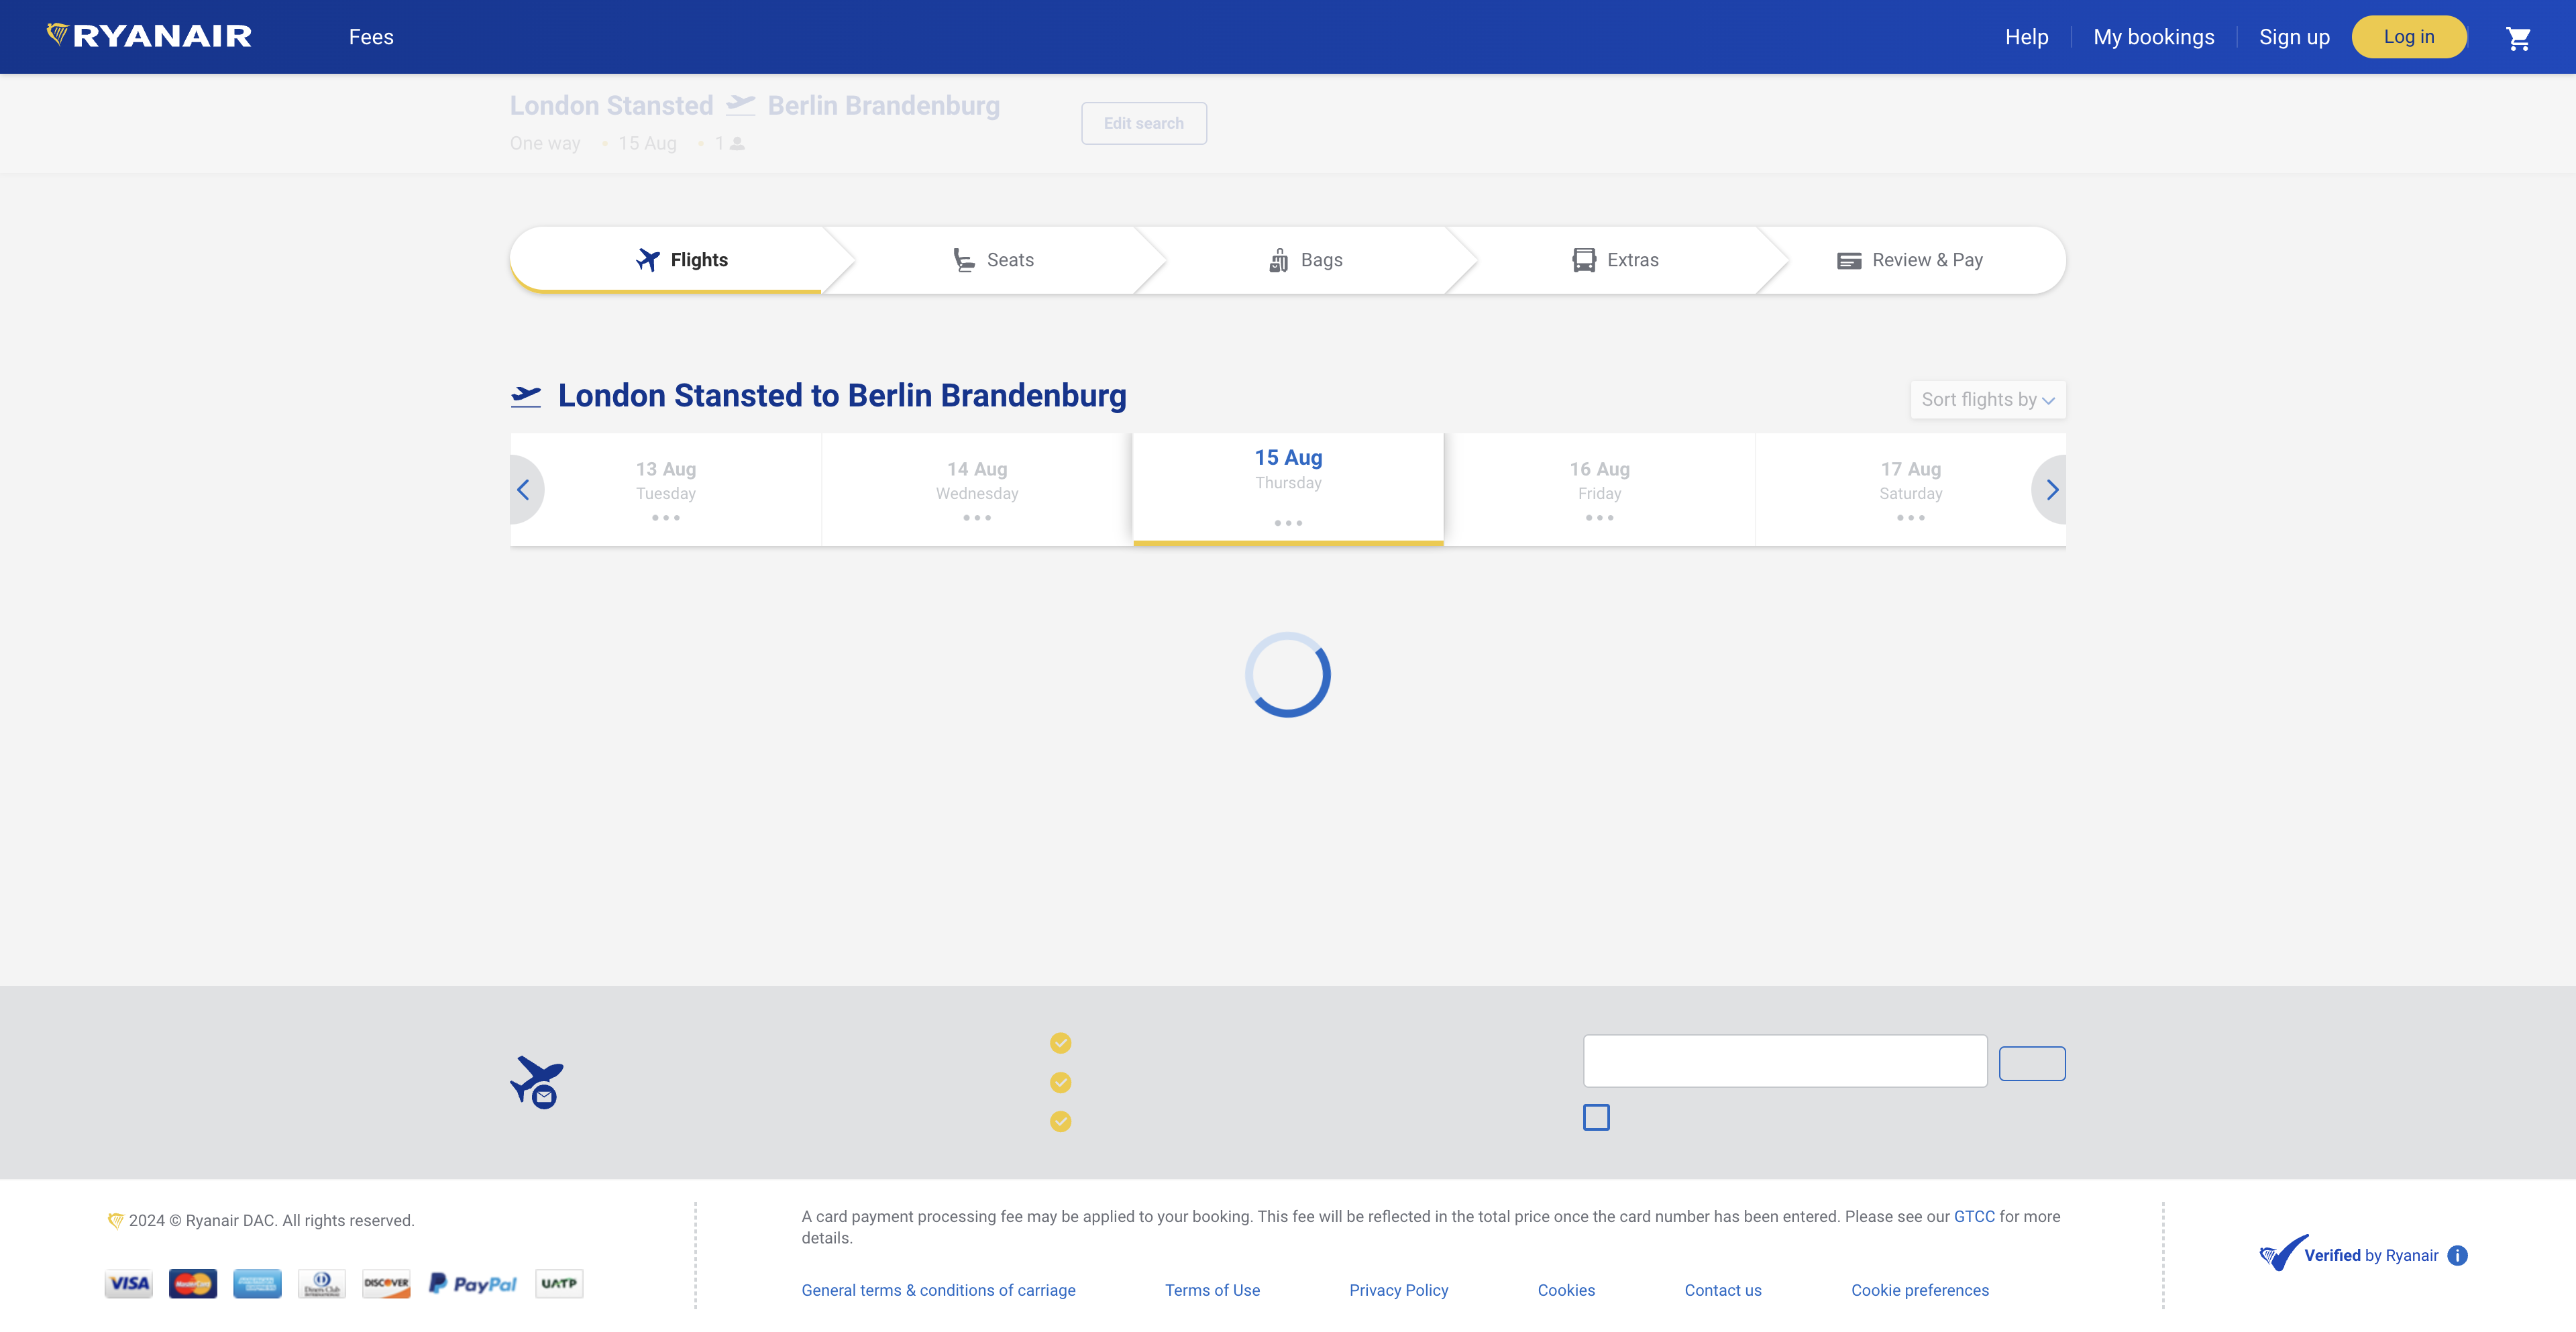 RYANAIR
Fees
Help
My bookings
Sign up
Log in
London Stansted Berlin Brandenburg
One way • 15 Aug • 1
Edit search
Flights
Seats
Bags
Extras
Review & Pay
London Stansted to Berlin Brandenburg
Sort flights by
13 Aug
Tuesday
14 Aug
Wednesday
15 Aug
Thursday
16 Aug
Friday
17 Aug
Saturday
2024 © Ryanair DAC. All rights reserved.
VISA
MasterCard
Diners Club
DISCOVER
PayPal
UATP
A card payment processing fee may be applied to your booking. This fee will be reflected in the total price once the card number has been entered. Please see our GTCC for more
details.
General terms & conditions of carriage
Terms of Use
Privacy Policy
Cookies
Contact us
Cookie preferences
Verified by Ryanair